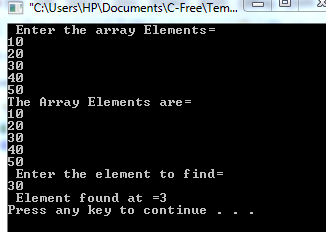 "C:\Users\HP\Documents\C-Free\Tem...
Enter the array Elements=
10
20
30
40
50
The Array Elements are=
10
20
30
40
50
Enter the element to find=
30
Element found at =3
Press any key to continue . . .